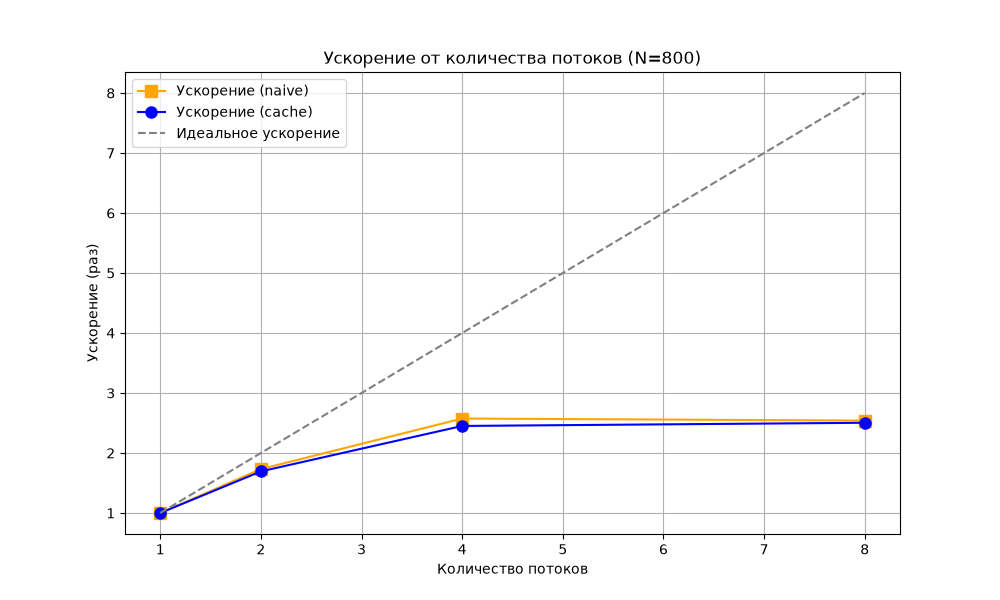 Ускорение от количества потоков (N=800)
Ускорение (naive)
Ускорение (cache)
Идеальное ускорение
Ускорение (раз)
8
7
6
5
4
3
2
1
1 2 3 4 5 6 7 8
Количество потоков